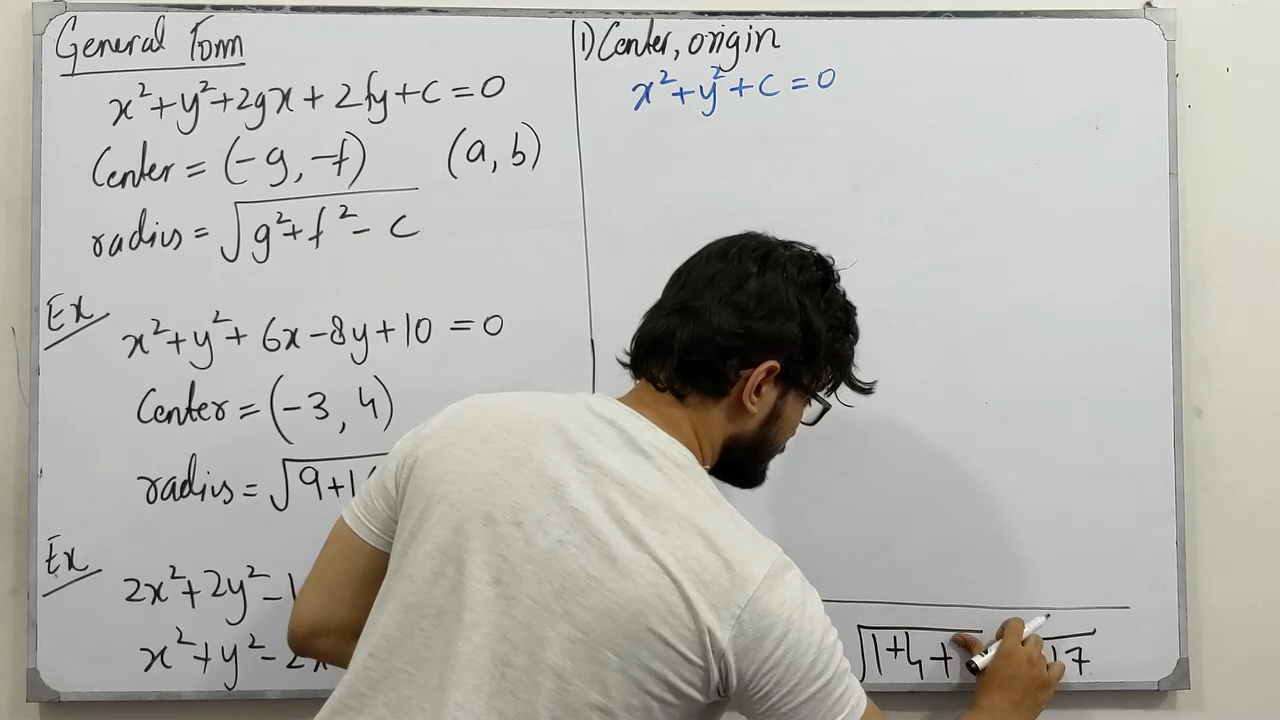 General Form
x²+y²+2gx+2fy+c=0
Center=(-g,-f) (a,b)
radius=√g²+f²-c
Ex
x²+y²+6x-8y+10=0
Center=(-3,4)
radius=√9+1
Ex
2x²+2y²-1
x²+y²-2x
1) Center, origin
x²+y²+c=0
√1+4+ 17